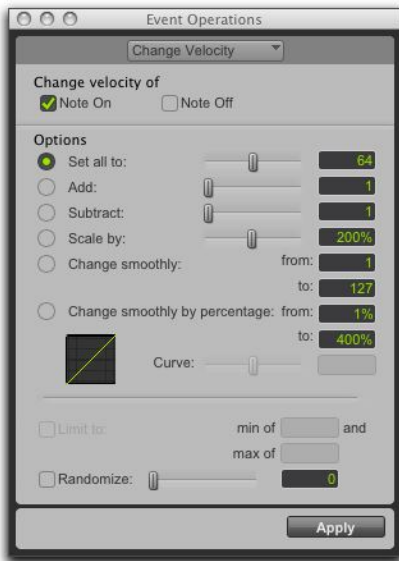 Event Operations
Change Velocity
Change velocity of
Note On Note Off
Options
Set all to: 64
Add: 1
Subtract: 1
Scale by: 200%
Change smoothly: from: 1
to: 127
Change smoothly by percentage: from: 1%
to: 400%
Curve:
Limit to: min of and
max of
Randomize: 0
Apply